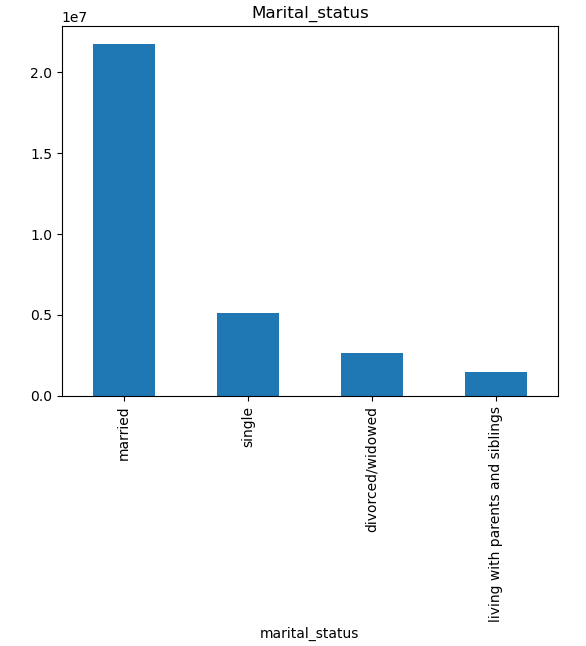 Marital_status
1e7
2.0
1.5
1.0
0.5
0.0
married
single
divorced/widowed
living with parents and siblings
marital_status